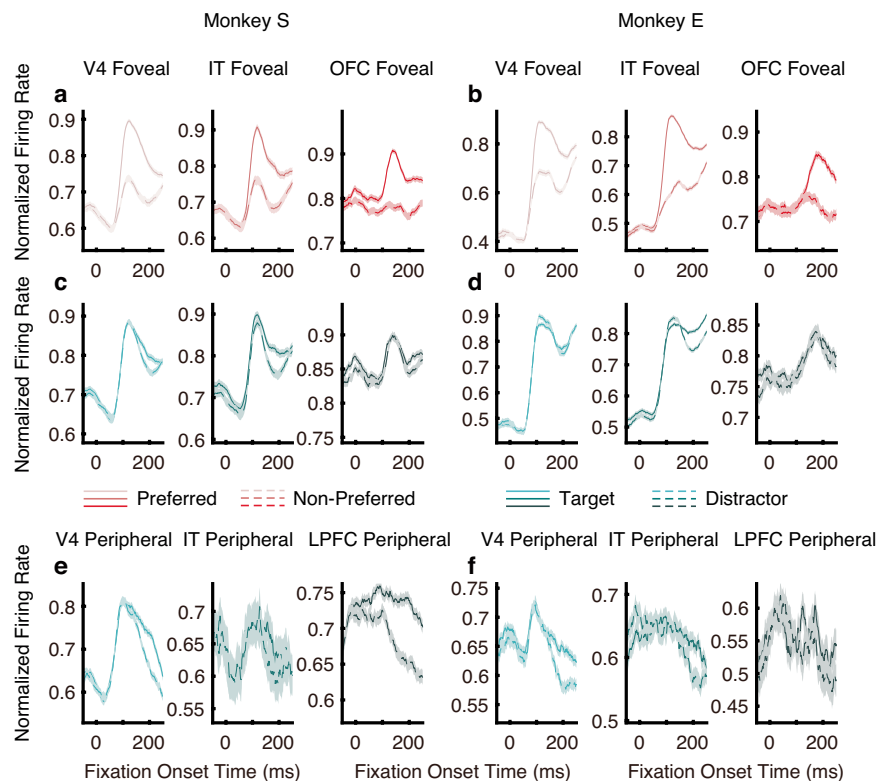 Monkey S Monkey E
V4 Foveal IT Foveal OFC Foveal V4 Foveal IT Foveal OFC Foveal
a b
Normalized Firing Rate
0.9 0.8 0.7 0.6
0.9 0.8 0.7 0.6
0.9 0.8 0.7
0.8 0.6 0.4
0.8 0.7 0.6 0.5
0.9 0.8 0.7
0 200 0 200 0 200 0 200 0 200 0 200
c d
Normalized Firing Rate
0.9 0.8 0.7 0.6
0.9 0.8 0.7 0.6
0.95 0.9 0.85 0.8 0.75
0.9 0.8 0.7 0.6 0.5
0.8 0.7 0.6 0.5
0.85 0.8 0.75 0.7
0 200 0 200 0 200 0 200 0 200 0 200
Preferred Non-Preferred Target Distractor
V4 Peripheral IT Peripheral LPFC Peripheral V4 Peripheral IT Peripheral LPFC Peripheral
e f
Normalized Firing Rate
0.8 0.7 0.6
0.7 0.65 0.6 0.55
0.75 0.7 0.65 0.6
0.75 0.7 0.65 0.6 0.55
0.7 0.6 0.5
0.6 0.55 0.5 0.45
0 200 0 200 0 200 0 200 0 200 0 200
Fixation Onset Time (ms) Fixation Onset Time (ms)